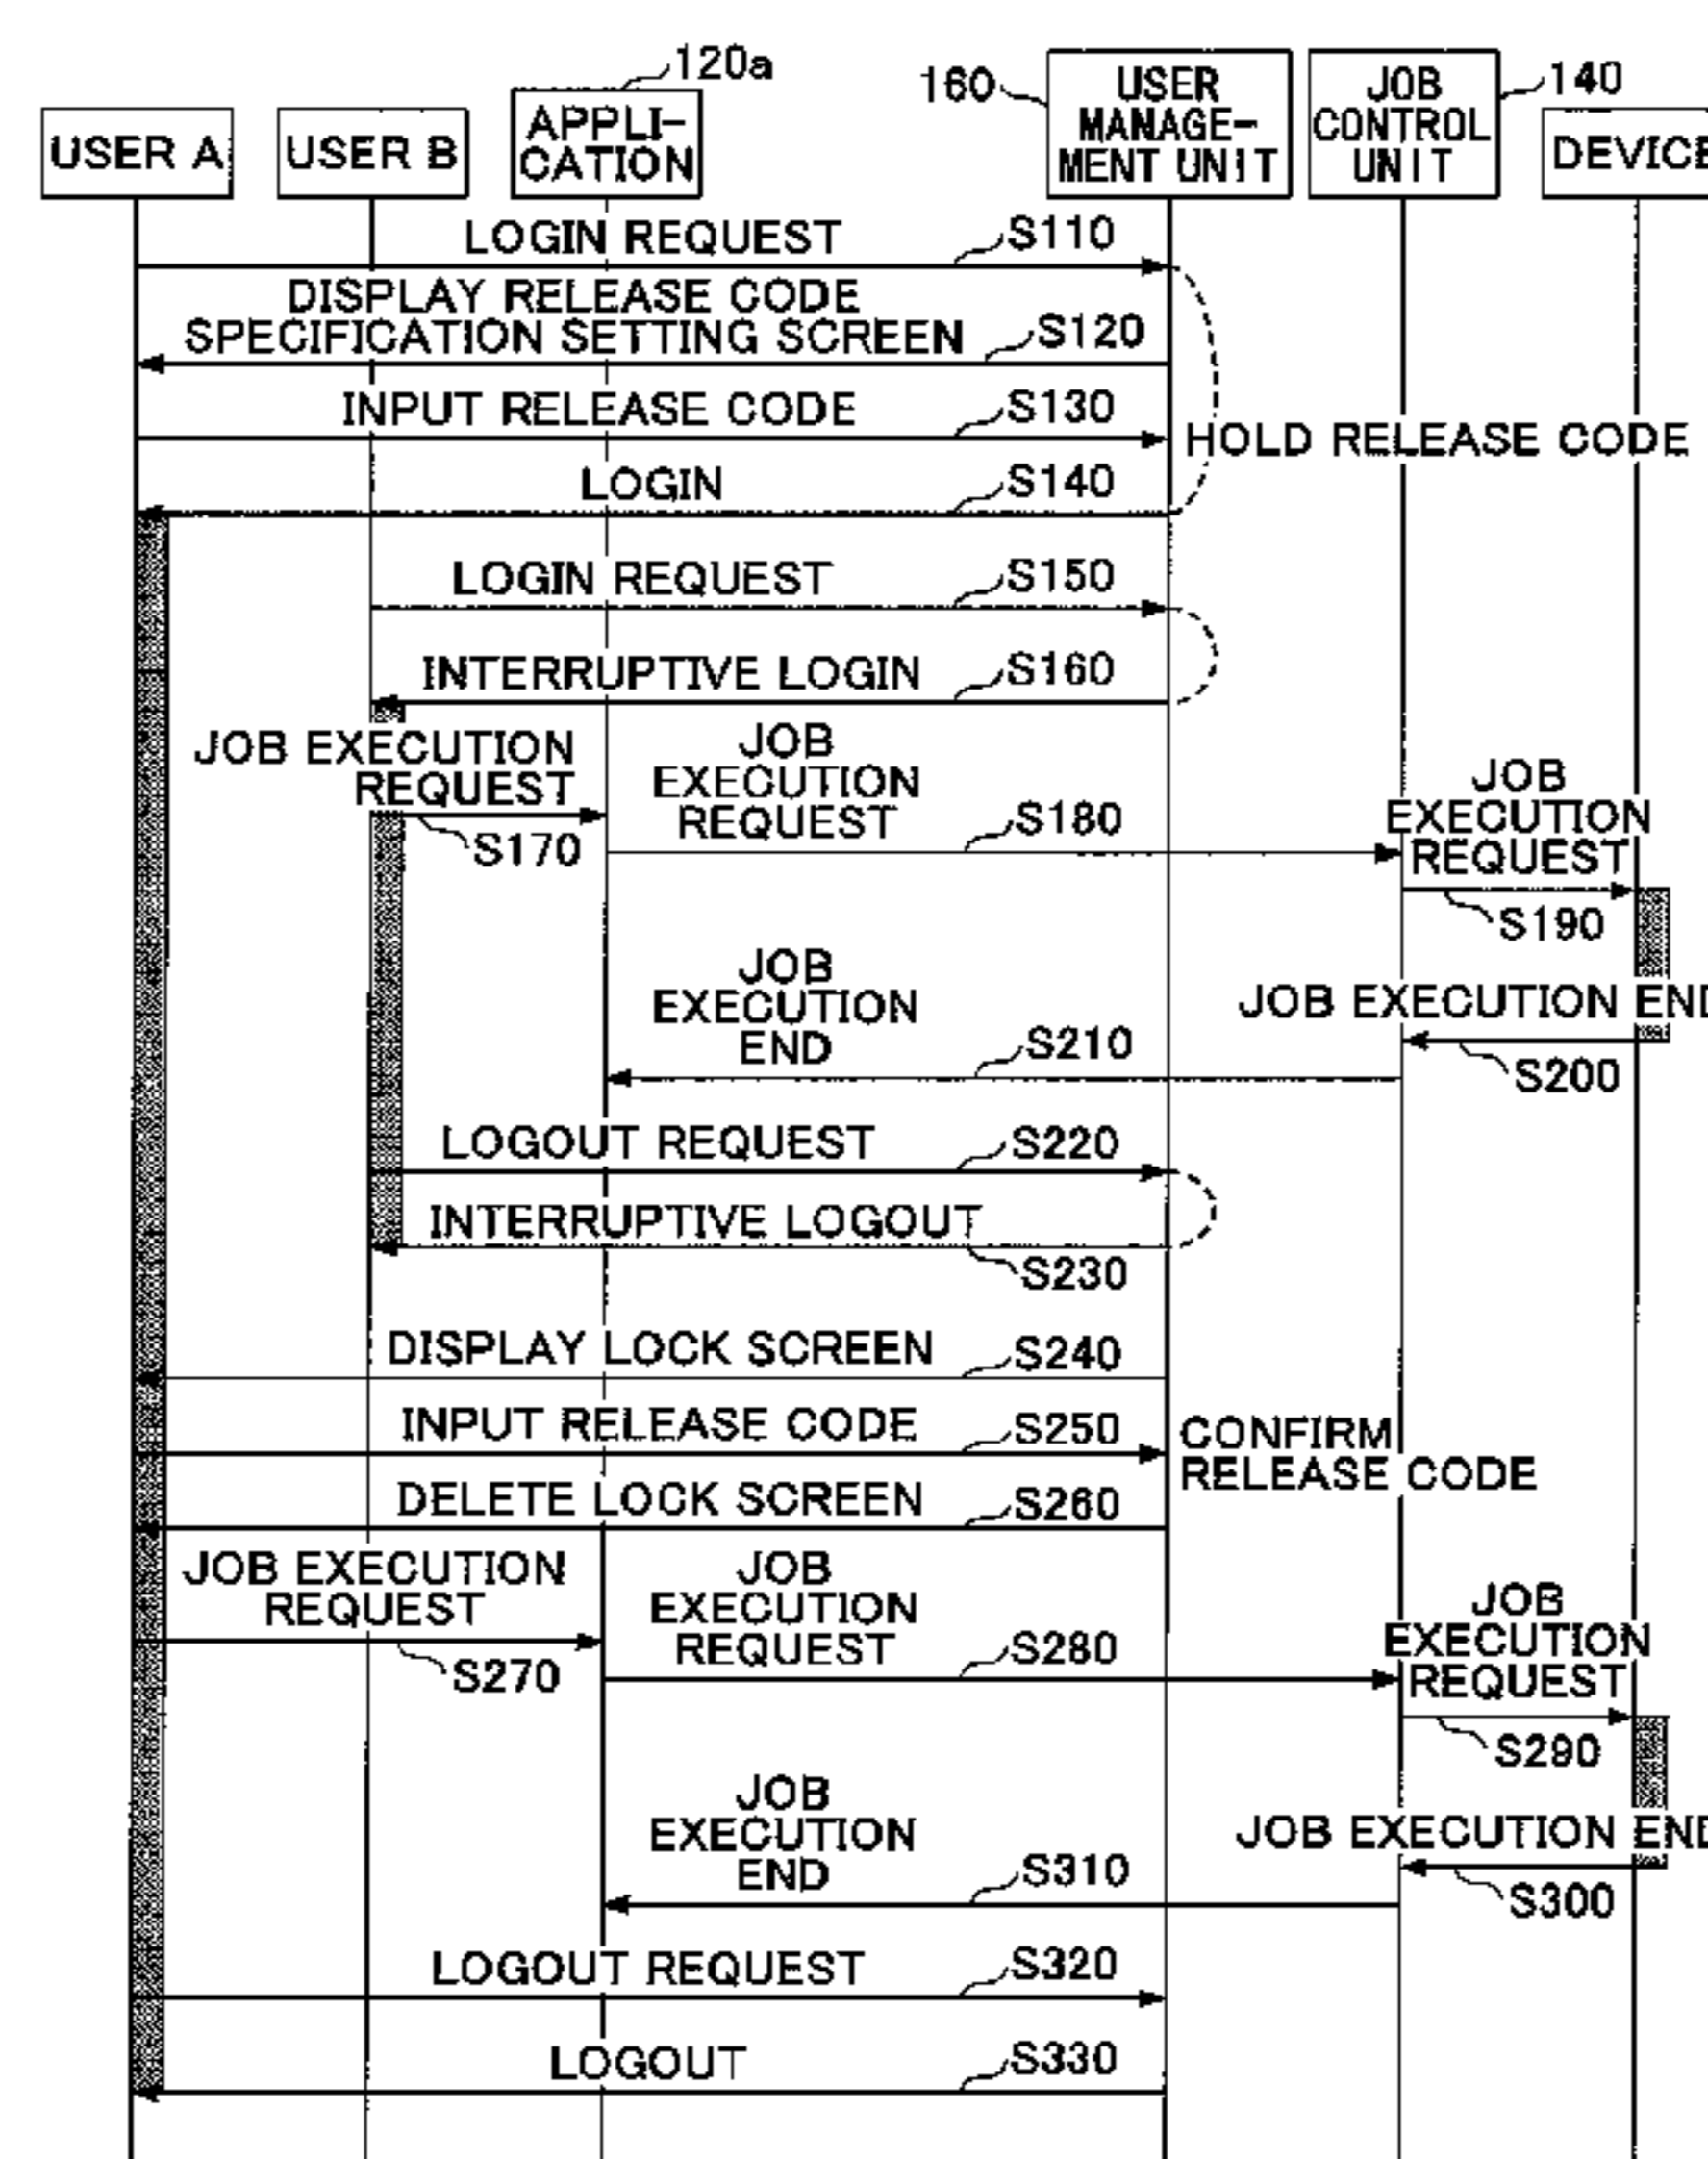 120a
160
USER
MANAGE-
MENT UNIT
JOB
CONTROL
UNIT
140
USER A
USER B
APPLI-
CATION
DEVICE
LOGIN REQUEST
S110
DISPLAY RELEASE CODE
SPECIFICATION SETTING SCREEN
S120
INPUT RELEASE CODE
S130
HOLD RELEASE CODE
LOGIN
S140
LOGIN REQUEST
S150
INTERRUPTIVE LOGIN
S160
JOB EXECUTION
REQUEST
S170
JOB
EXECUTION
REQUEST
S180
JOB
EXECUTION
REQUEST
S190
JOB EXECUTION END
S200
JOB
EXECUTION
END
S210
LOGOUT REQUEST
S220
INTERRUPTIVE LOGOUT
S230
DISPLAY LOCK SCREEN
S240
INPUT RELEASE CODE
S250
CONFIRM
RELEASE CODE
DELETE LOCK SCREEN
S260
JOB EXECUTION
REQUEST
S270
JOB
EXECUTION
REQUEST
S280
JOB
EXECUTION
REQUEST
S290
JOB EXECUTION END
S300
JOB
EXECUTION
END
S310
LOGOUT REQUEST
S320
LOGOUT
S330